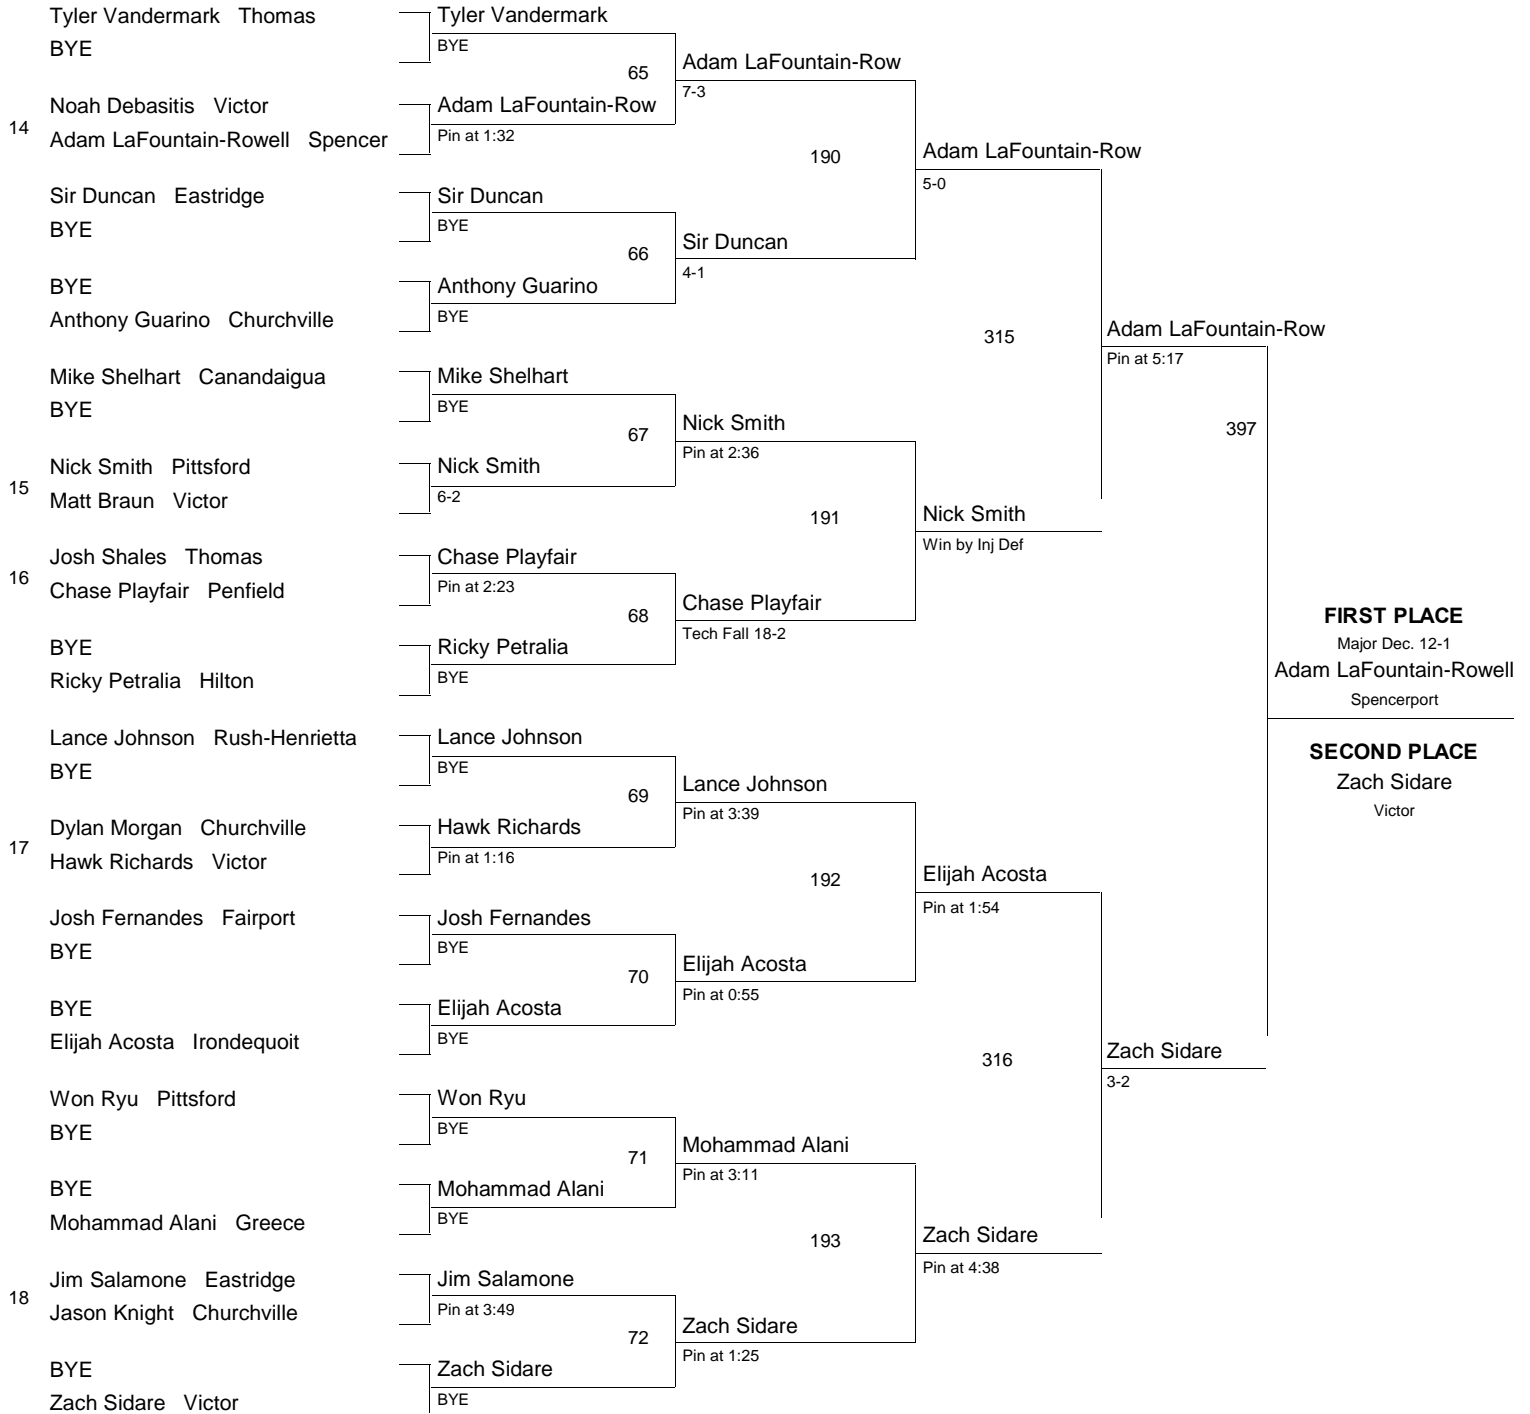 Tyler Vandermark Thomas
BYE
14
Noah Debasitis Victor
Adam LaFountain-Rowell Spencer
Sir Duncan Eastridge
BYE
BYE
Anthony Guarino Churchville
Mike Shelhart Canandaigua
BYE
15
Nick Smith Pittsford
Matt Braun Victor
16
Josh Shales Thomas
Chase Playfair Penfield
BYE
Ricky Petralia Hilton
Lance Johnson Rush-Henrietta
BYE
17
Dylan Morgan Churchville
Hawk Richards Victor
Josh Fernandes Fairport
BYE
BYE
Elijah Acosta Irondequoit
Won Ryu Pittsford
BYE
BYE
Mohammad Alani Greece
18
Jim Salamone Eastridge
Jason Knight Churchville
BYE
Zach Sidare Victor
Tyler Vandermark
BYE
65
Adam LaFountain-Row
Pin at 1:32
Sir Duncan
BYE
66
Anthony Guarino
BYE
Mike Shelhart
BYE
67
Nick Smith
6-2
Chase Playfair
Pin at 2:23
68
Ricky Petralia
BYE
Lance Johnson
BYE
69
Hawk Richards
Pin at 1:16
Josh Fernandes
BYE
70
Elijah Acosta
BYE
Won Ryu
BYE
71
Mohammad Alani
BYE
Jim Salamone
Pin at 3:49
72
Zach Sidare
BYE
Adam LaFountain-Row
7-3
190
Sir Duncan
4-1
Nick Smith
Pin at 2:36
191
Chase Playfair
Tech Fall 18-2
Lance Johnson
Pin at 3:39
192
Elijah Acosta
Pin at 0:55
Mohammad Alani
Pin at 3:11
193
Zach Sidare
Pin at 1:25
Adam LaFountain-Row
5-0
315
Nick Smith
Win by Inj Def
Elijah Acosta
Pin at 1:54
316
Zach Sidare
Pin at 4:38
Adam LaFountain-Row
Pin at 5:17
397
Zach Sidare
3-2
FIRST PLACE
Major Dec. 12-1
Adam LaFountain-Rowell
Spencerport
SECOND PLACE
Zach Sidare
Victor